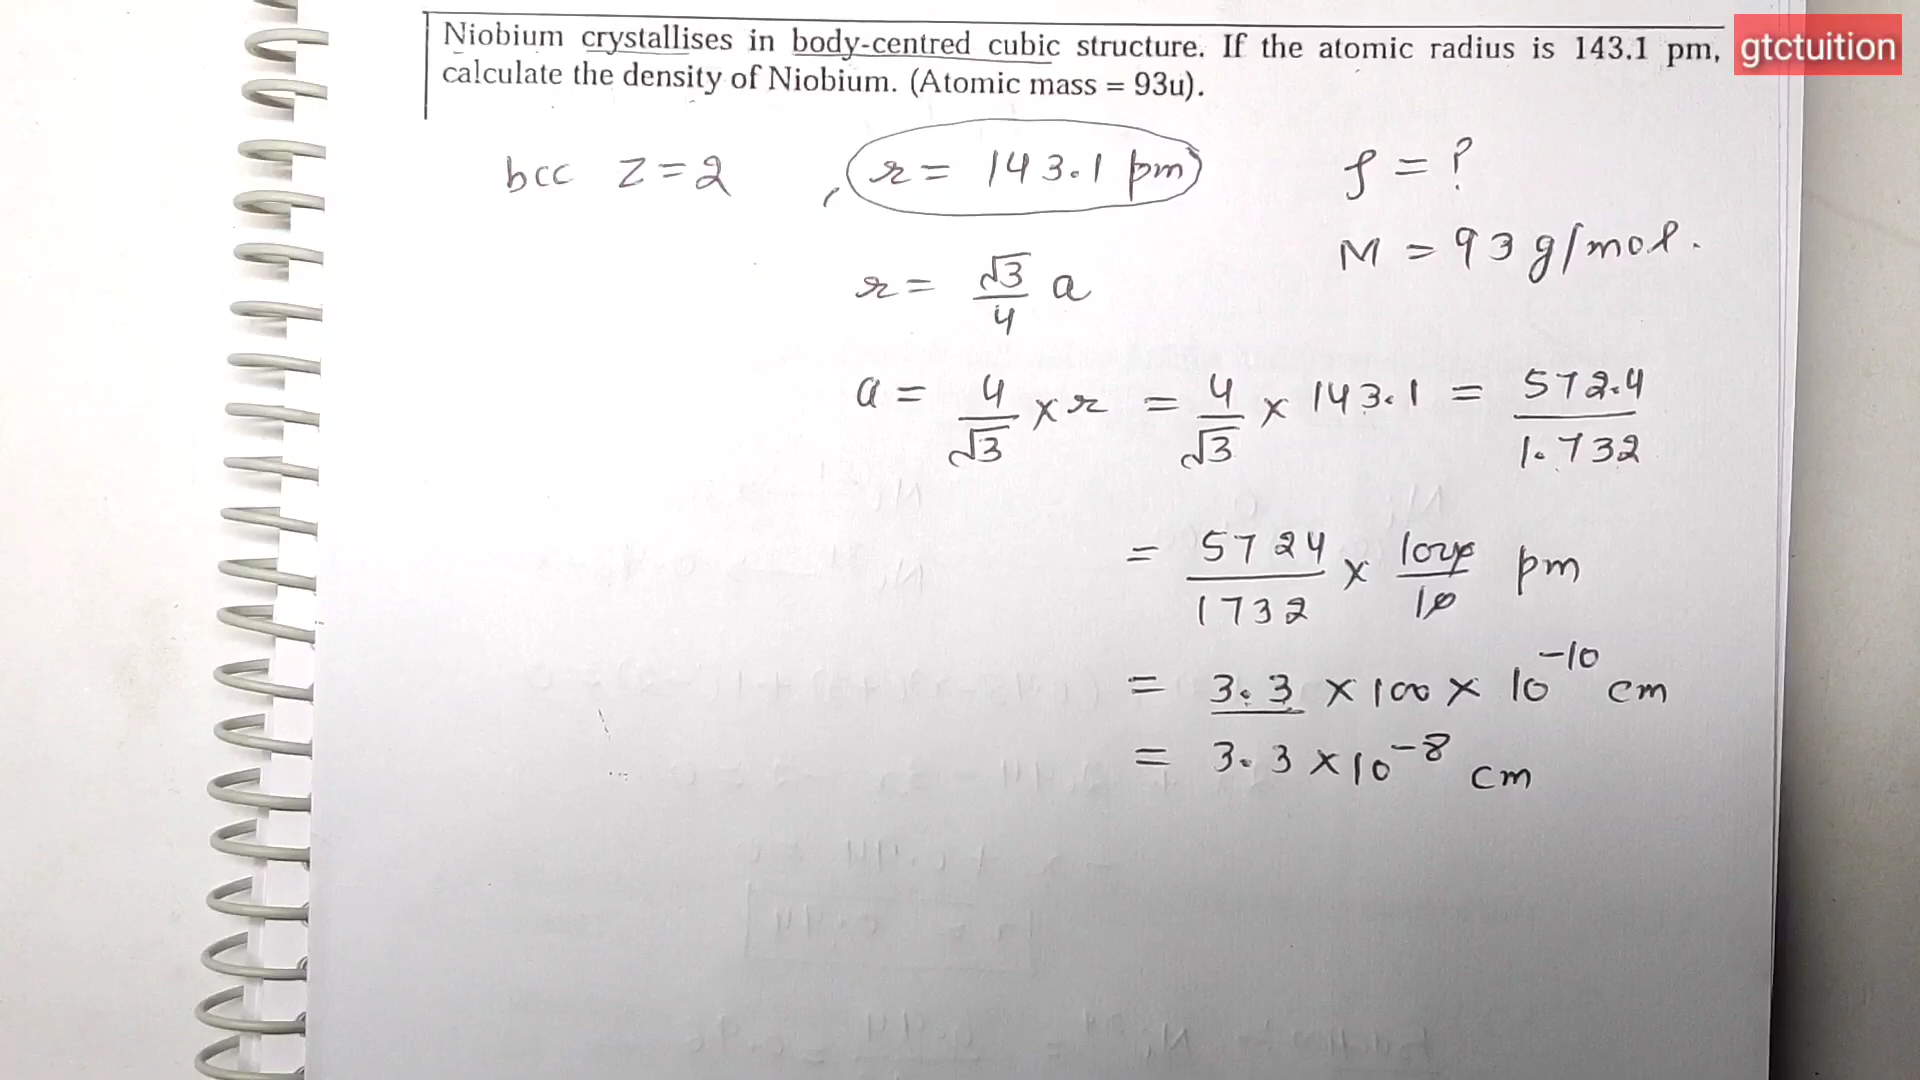 Niobium crystallises in body-centred cubic structure. If the atomic radius is 143.1 pm,
calculate the density of Niobium. (Atomic mass = 93u).
gtctuition
bcc Z=2 , r = 143.1 pm ρ = ?
M = 93 g/mol.
r = √3/4 a
a = 4/√3 × r = 4/√3 × 143.1 = 572.4/1.732
= 5724/1732 × 1000/10 pm
= 3.3 × 100 × 10⁻¹⁰ cm
= 3.3 × 10⁻⁸ cm